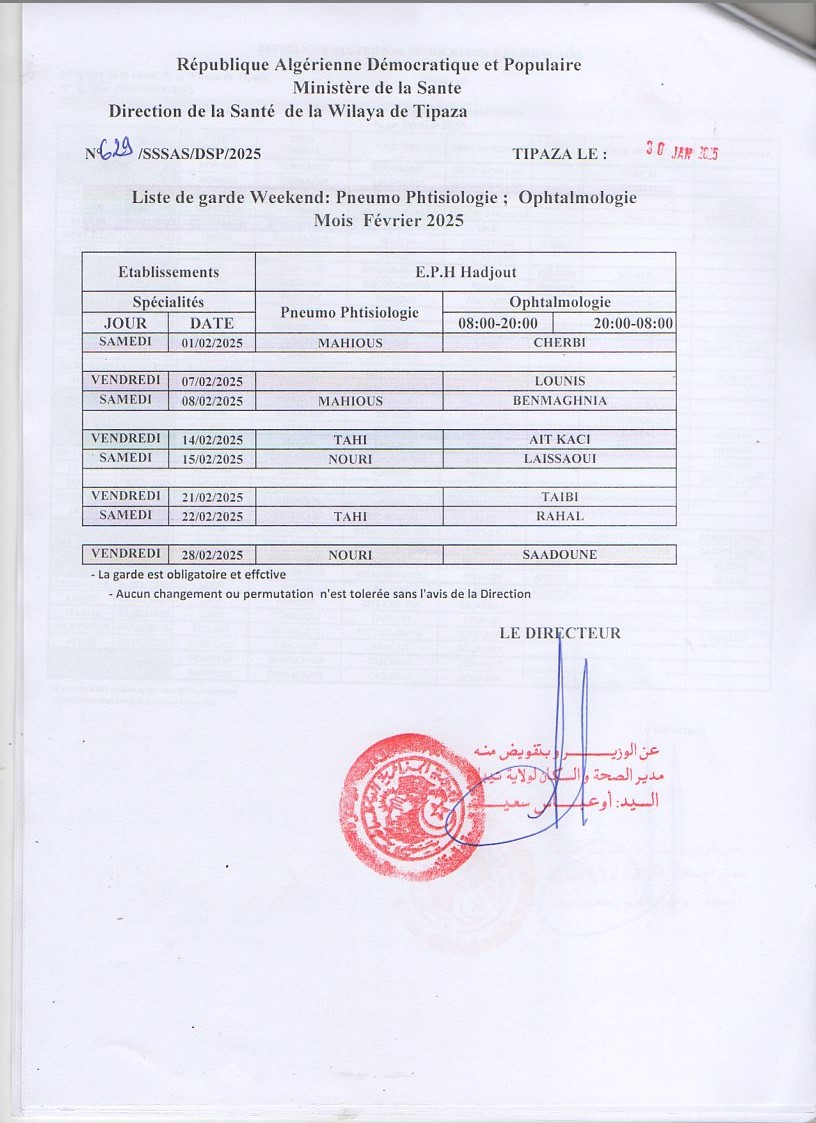 République Algérienne Démocratique et Populaire
Ministère de la Sante
Direction de la Santé de la Wilaya de Tipaza
N° 629 /SSSAS/DSP/2025 TIPAZA LE : 30 JAN 2025
Liste de garde Weekend: Pneumo Phtisiologie ; Ophtalmologie
Mois Février 2025
Etablissements E.P.H Hadjout
Spécialités Pneumo Phtisiologie Ophtalmologie
JOUR DATE 08:00-20:00 20:00-08:00
SAMEDI 01/02/2025 MAHIOUS CHERBI
VENDREDI 07/02/2025 LOUNIS
SAMEDI 08/02/2025 MAHIOUS BENMAGHNIA
VENDREDI 14/02/2025 TAHI AIT KACI
SAMEDI 15/02/2025 NOURI LAISSAOUI
VENDREDI 21/02/2025 TAIBI
SAMEDI 22/02/2025 TAHI RAHAL
VENDREDI 28/02/2025 NOURI SAADOUNE
- La garde est obligatoire et effctive
- Aucun changement ou permutation n'est tolerée sans l'avis de la Direction
LE DIRECTEUR
عن الوزيـــر وبتفويض منه
مدير الصحة و السكان لولاية تيبازة
السيد: أوعباس سعيد